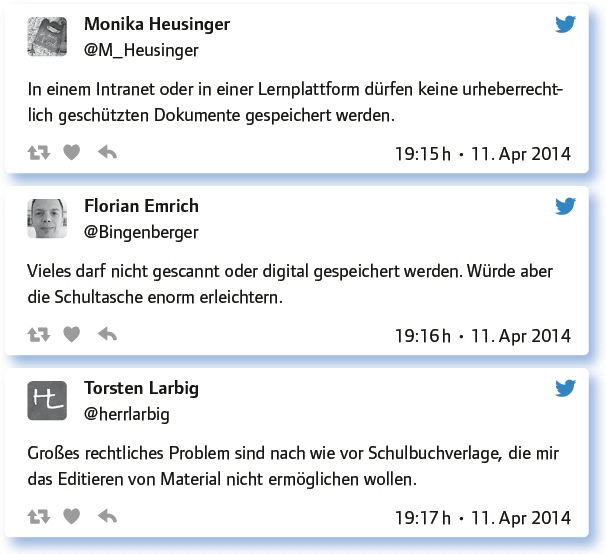 Monika Heusinger
@M_Heusinger
In einem Intranet oder in einer Lernplattform dürfen keine urheberrecht-
lich geschützten Dokumente gespeichert werden.
19:15 h • 11. Apr 2014
Florian Emrich
@Bingenberger
Vieles darf nicht gescannt oder digital gespeichert werden. Würde aber
die Schultasche enorm erleichtern.
19:16 h • 11. Apr 2014
HL
Torsten Larbig
@herrlarbig
Großes rechtliches Problem sind nach wie vor Schulbuchverlage, die mir
das Editieren von Material nicht ermöglichen wollen.
19:17 h • 11. Apr 2014